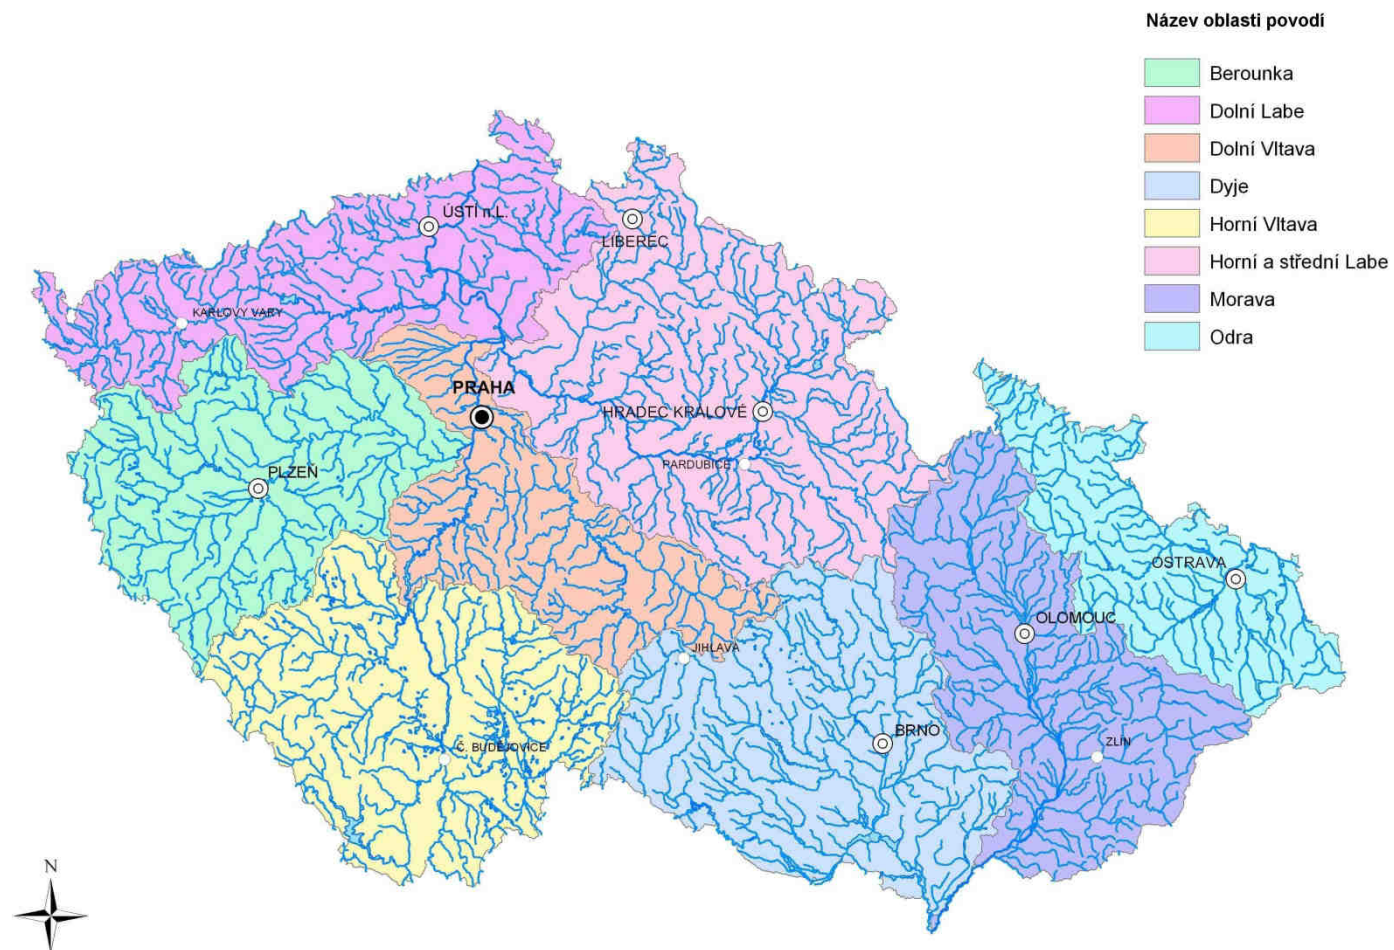 Název oblasti povodí
Berounka
Dolní Labe
Dolní Vltava
Dyje
Horní Vltava
Horní a střední Labe
Morava
Odra
ÚSTÍ n.L.
LIBEREC
KARLOVY VARY
PRAHA
HRADEC KRÁLOVÉ
PARDUBICE
PLZEŇ
OSTRAVA
OLOMOUC
JIHLAVA
BRNO
Č. BUDĚJOVICE
ZLÍN
N